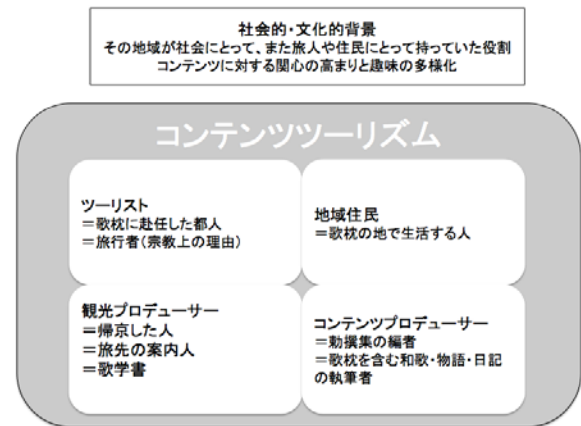 社会的・文化的背景
その地域が社会にとって、また旅人や住民にとって持っていた役割
コンテンツに対する関心の高まりと趣味の多様化
コンテンツツーリズム
ツーリスト
＝歌枕に赴任した都人
＝旅行者（宗教上の理由）
地域住民
＝歌枕の地で生活する人
観光プロデューサー
＝帰京した人
＝旅先の案内人
＝歌学書
コンテンツプロデューサー
＝勅撰集の編者
＝歌枕を含む和歌・物語・日記
の執筆者